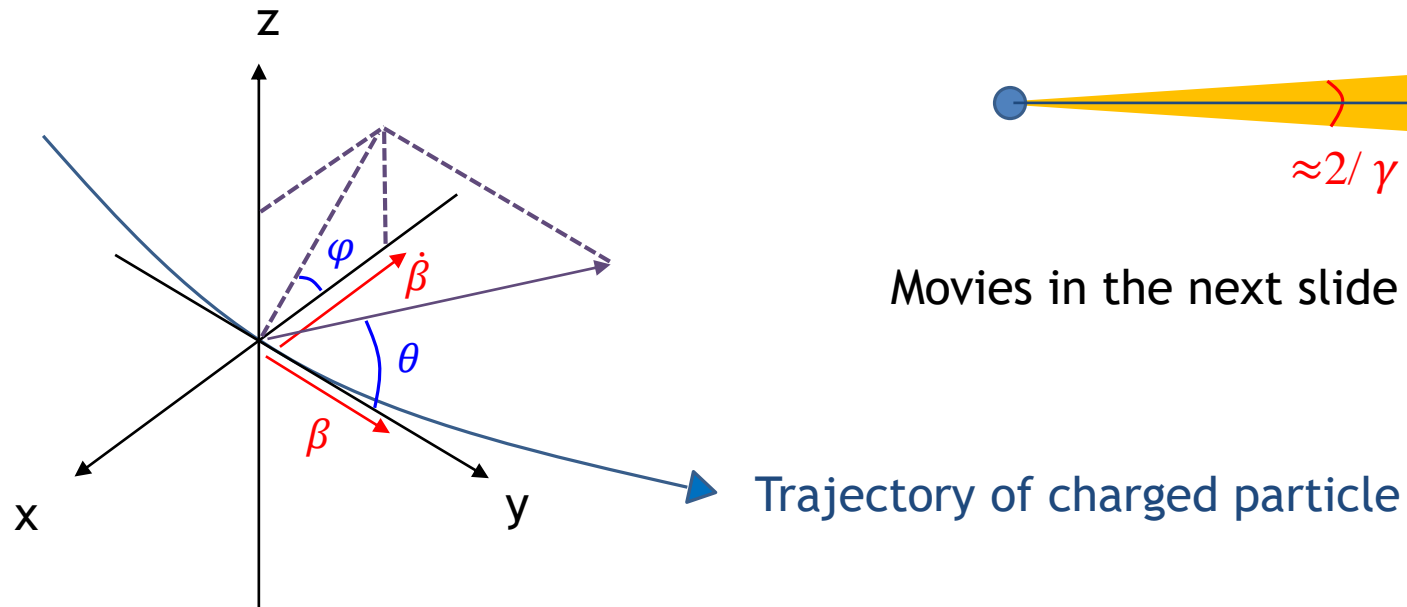 z
≈2/ γ
φ
β̇
Movies in the next slide
θ
β
Trajectory of charged particle
x
y